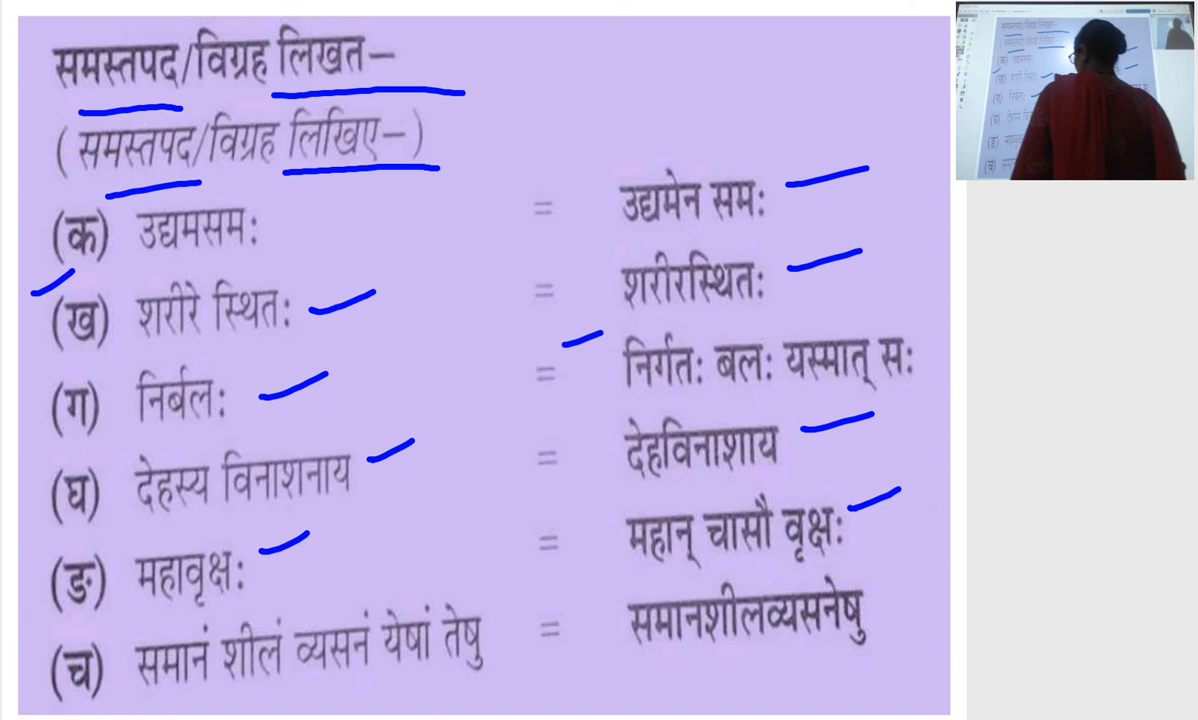 समस्तपद/विग्रह लिखत–
( समस्तपद/विग्रह लिखिए– )
(क) उद्यमसमः = उद्यमेन समः
(ख) शरीरे स्थितः = शरीरस्थितः
(ग) निर्बलः = निर्गतः बलः यस्मात् सः
(घ) देहस्य विनाशनाय = देहविनाशाय
(ङ) महावृक्षः = महान् चासौ वृक्षः
(च) समानं शीलं व्यसनं येषां तेषु = समानशीलव्यसनेषु